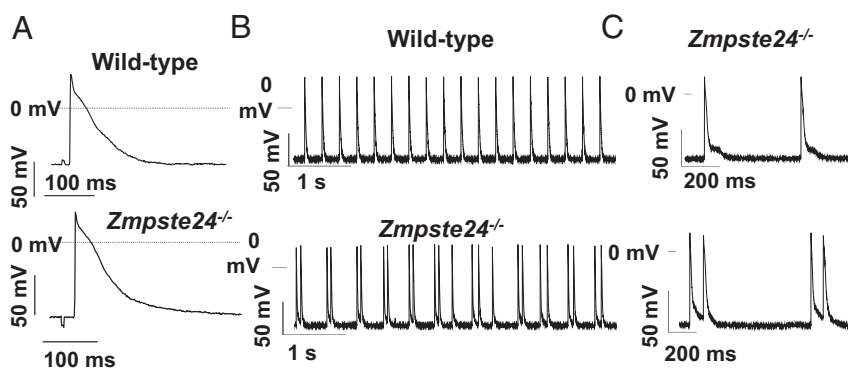 A
Wild-type
0 mV
50 mV
100 ms
Zmpste24-/-
0 mV
50 mV
100 ms
B
Wild-type
0
mV
50 mV
1 s
Zmpste24-/-
0
mV
50 mV
1 s
C
Zmpste24-/-
0 mV
50 mV
200 ms
0 mV
50 mV
200 ms